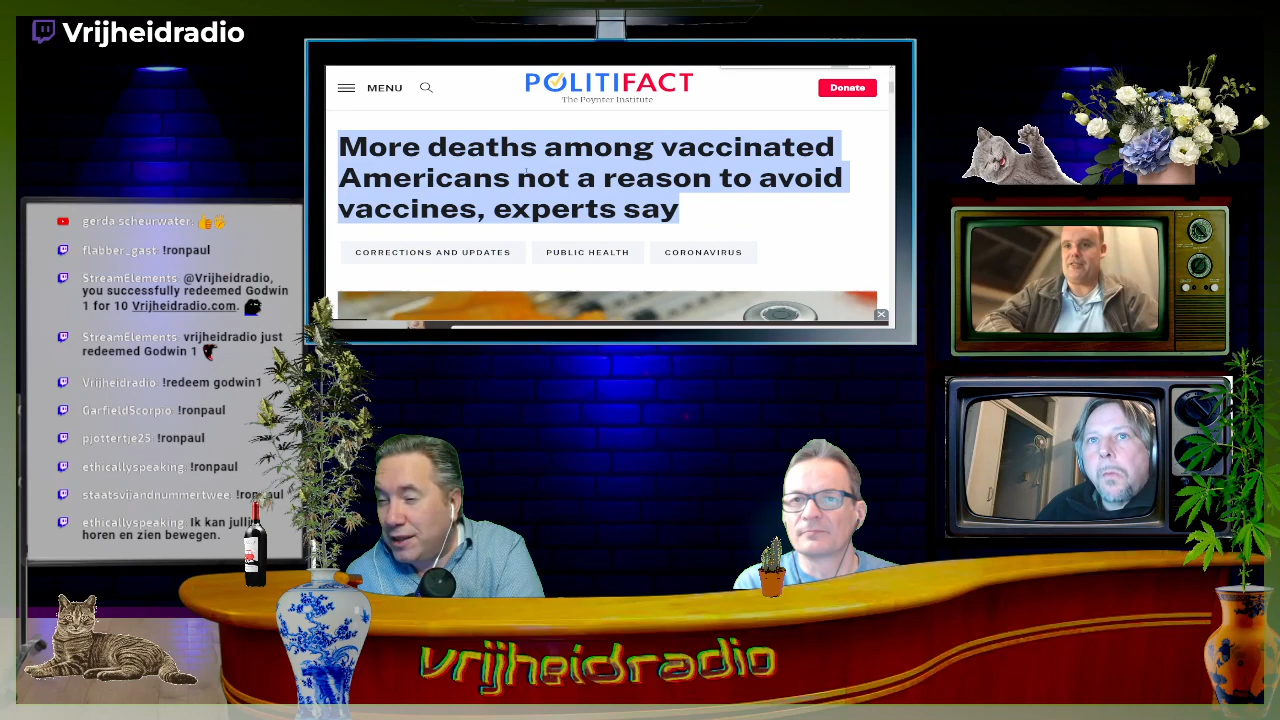 Vrijheidradio
MENU
POLITIFACT
The Poynter Institute
Donate
More deaths among vaccinated
Americans not a reason to avoid
vaccines, experts say
CORRECTIONS AND UPDATES
PUBLIC HEALTH
CORONAVIRUS
gerda scheurwater: 👍👋
flabber_gast: !ronpaul
StreamElements: @Vrijheidradio,
you successfully redeemed Godwin
1 for 10 Vrijheidradio.com.
StreamElements: vrijheidradio just
redeemed Godwin 1
Vrijheidradio: !redeem godwin1
GarfieldScorpio: !ronpaul
pjottertje25: !ronpaul
ethicallyspeaking: !ronpaul
staatsvijandnummertwee: !ronpaul
ethicallyspeaking: Ik kan
horen en zien bewegen.
vrijheidradio